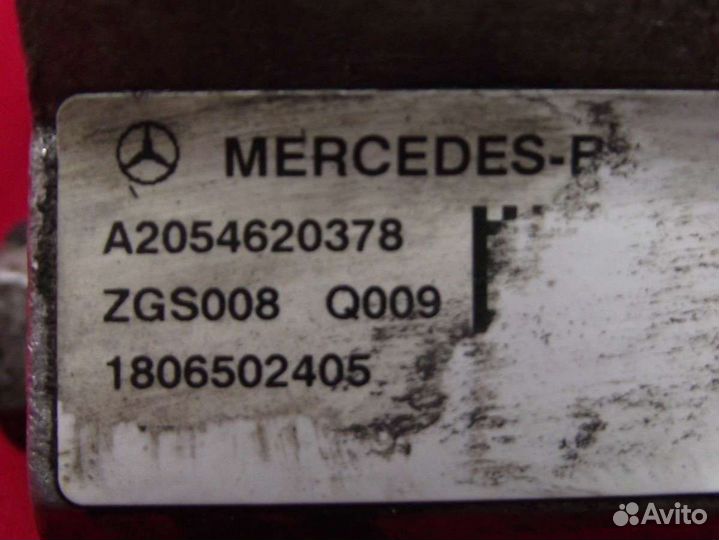 MERCEDES-B
A2054620378
ZGS008 Q009
1806502405
Avito